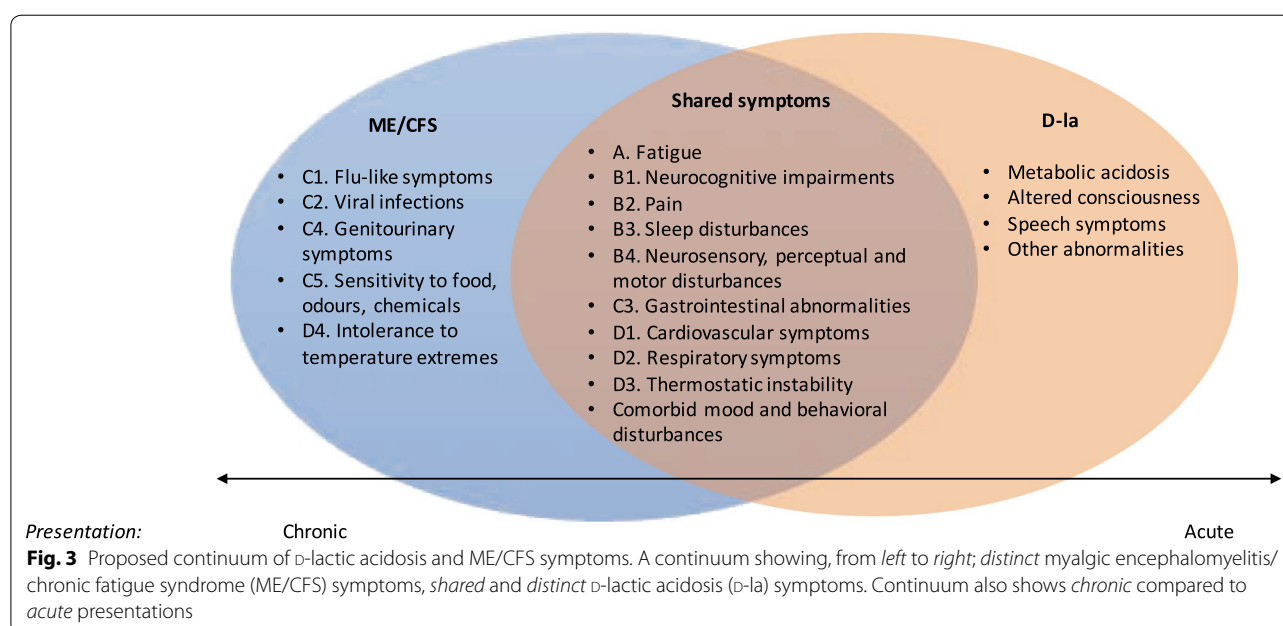 ME/CFS
• C1. Flu-like symptoms
• C2. Viral infections
• C4. Genitourinary
symptoms
• C5. Sensitivity to food,
odours, chemicals
• D4. Intolerance to
temperature extremes
Shared symptoms
• A. Fatigue
• B1. Neurocognitive impairments
• B2. Pain
• B3. Sleep disturbances
• B4. Neurosensory, perceptual and
motor disturbances
• C3. Gastrointestinal abnormalities
• D1. Cardiovascular symptoms
• D2. Respiratory symptoms
• D3. Thermostatic instability
• Comorbid mood and behavioral
disturbances
D-la
• Metabolic acidosis
• Altered consciousness
• Speech symptoms
• Other abnormalities
Presentation: Chronic Acute
Fig. 3 Proposed continuum of D-lactic acidosis and ME/CFS symptoms. A continuum showing, from left to right; distinct myalgic encephalomyelitis/
chronic fatigue syndrome (ME/CFS) symptoms, shared and distinct D-lactic acidosis (D-la) symptoms. Continuum also shows chronic compared to
acute presentations